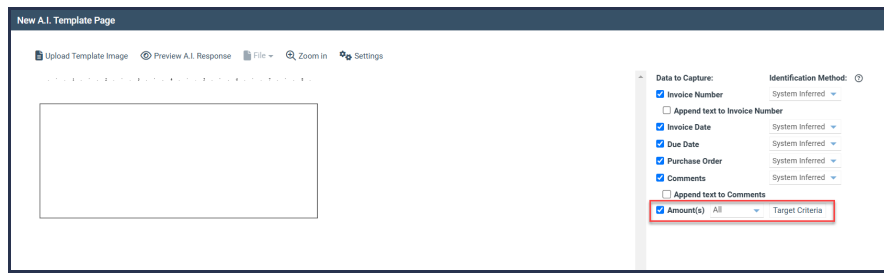 New A.I. Template Page
Upload Template Image Preview A.I. Response File Zoom in Settings
Data to Capture: Identification Method:
Invoice Number System Inferred
Append text to Invoice Number
Invoice Date System Inferred
Due Date System Inferred
Purchase Order System Inferred
Comments System Inferred
Append text to Comments
Amount(s) All Target Criteria